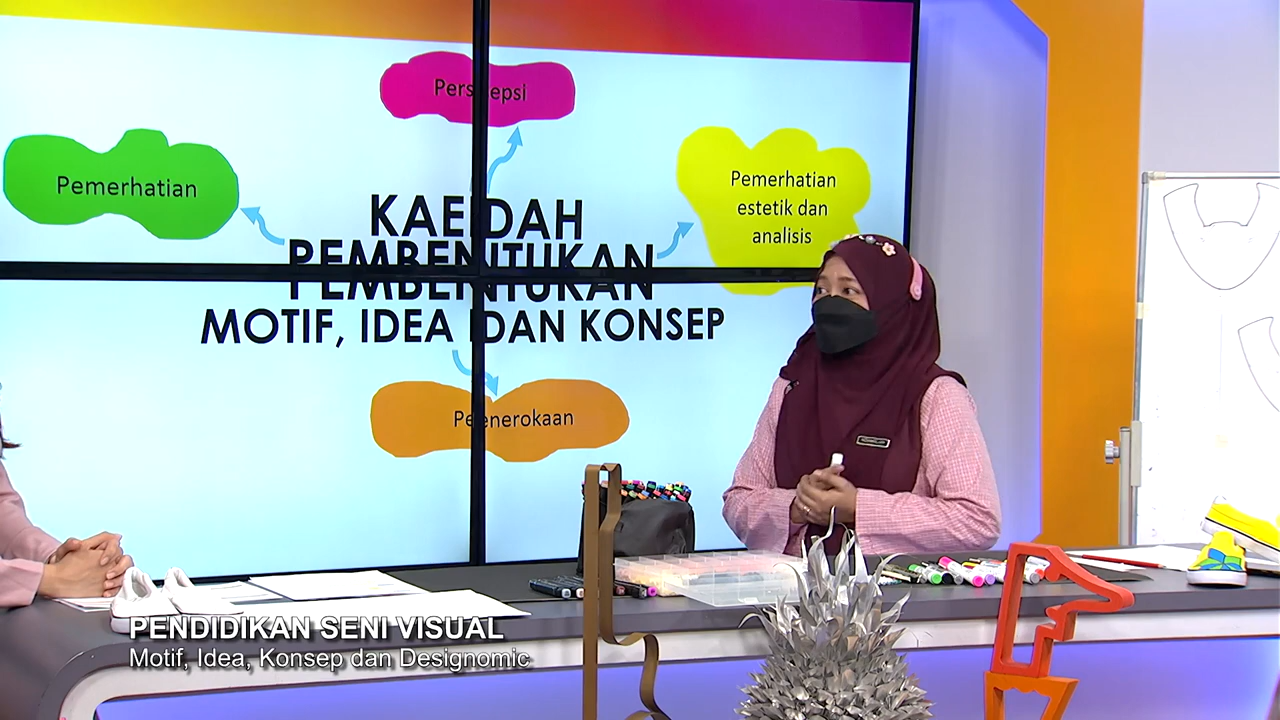 Persepsi
Pemerhatian
Pemerhatian
estetik dan
analisis
KAEDAH
PEMBENTUKAN
MOTIF, IDEA DAN KONSEP
Penerokaan
PENDIDIKAN SENI VISUAL
Motif, Idea, Konsep dan Designomic